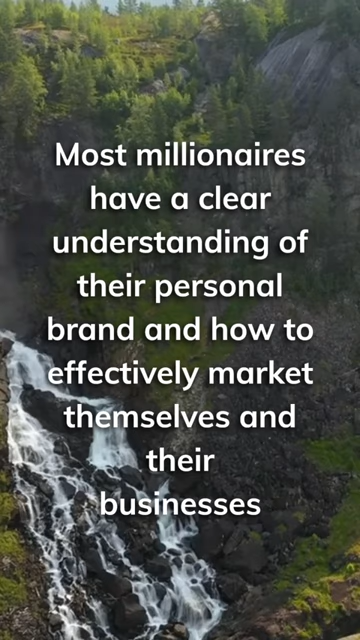 Most millionaires
have a clear
understanding of
their personal
brand and how to
effectively market
themselves and
their
businesses